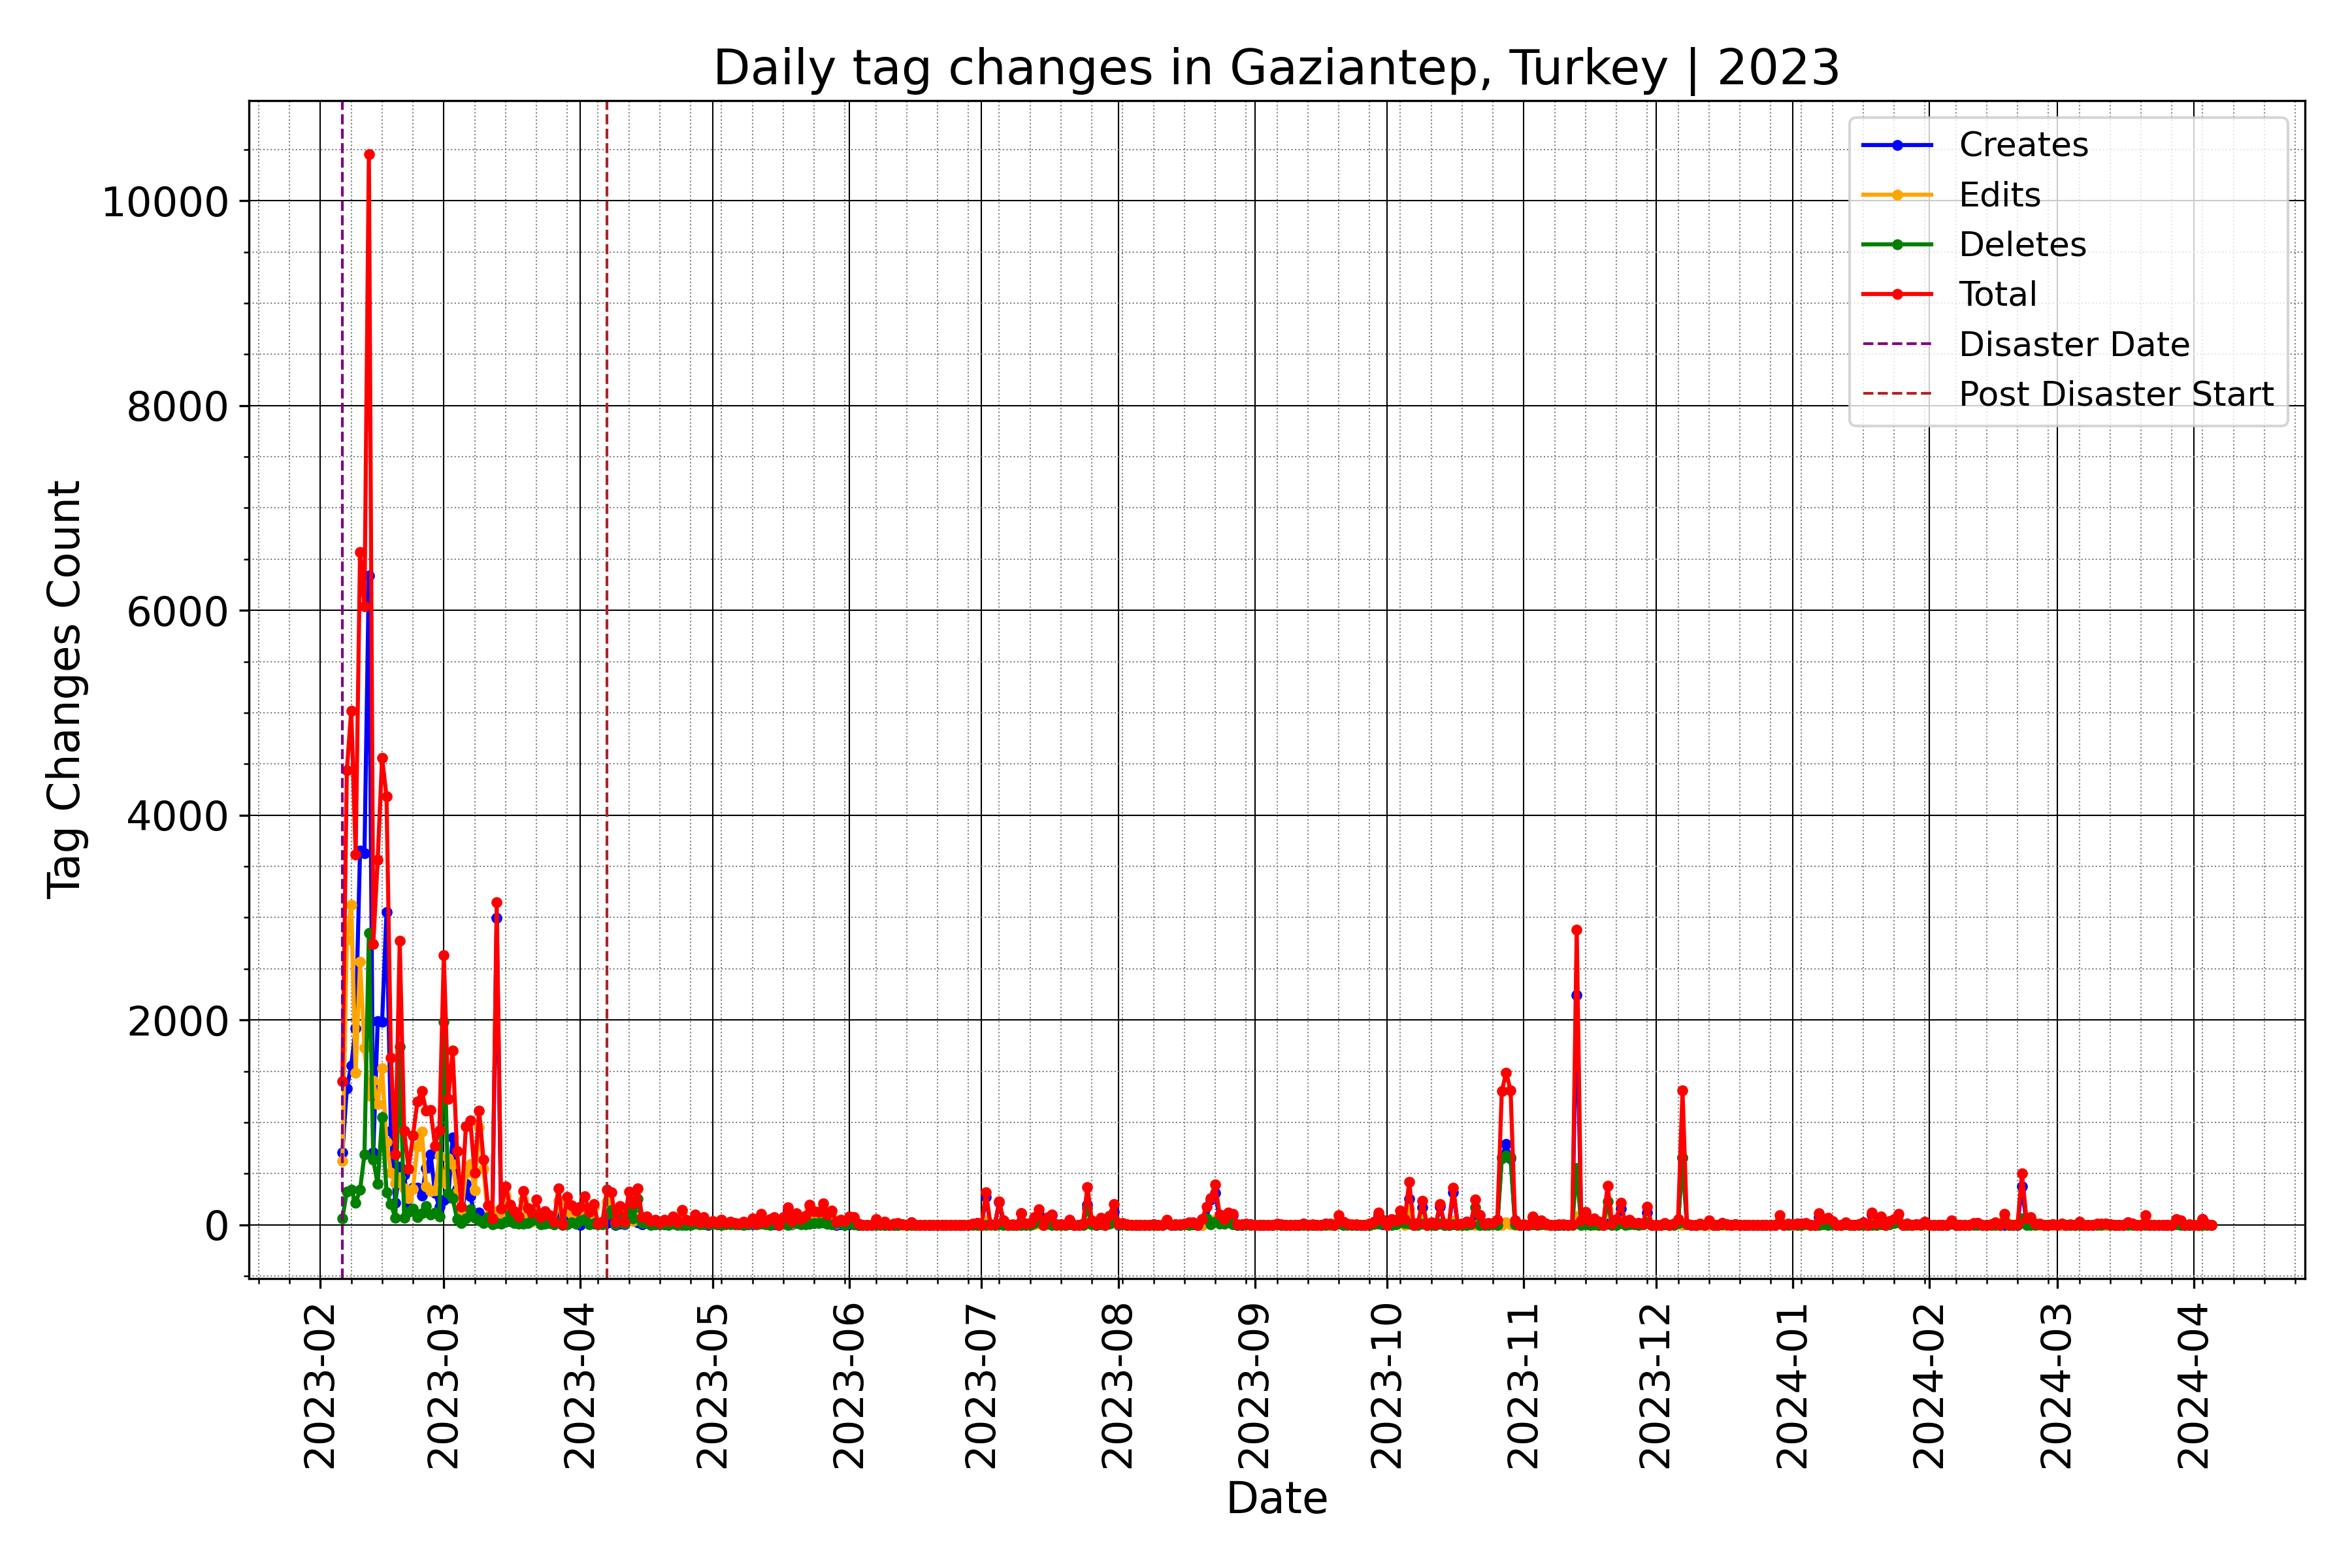 Daily tag changes in Gaziantep, Turkey | 2023
Tag Changes Count
10000
8000
6000
4000
2000
0
Creates
Edits
Deletes
Total
Disaster Date
Post Disaster Start
2023-02
2023-03
2023-04
2023-05
2023-06
2023-07
2023-08
2023-09
2023-10
2023-11
2023-12
2024-01
2024-02
2024-03
2024-04
Date